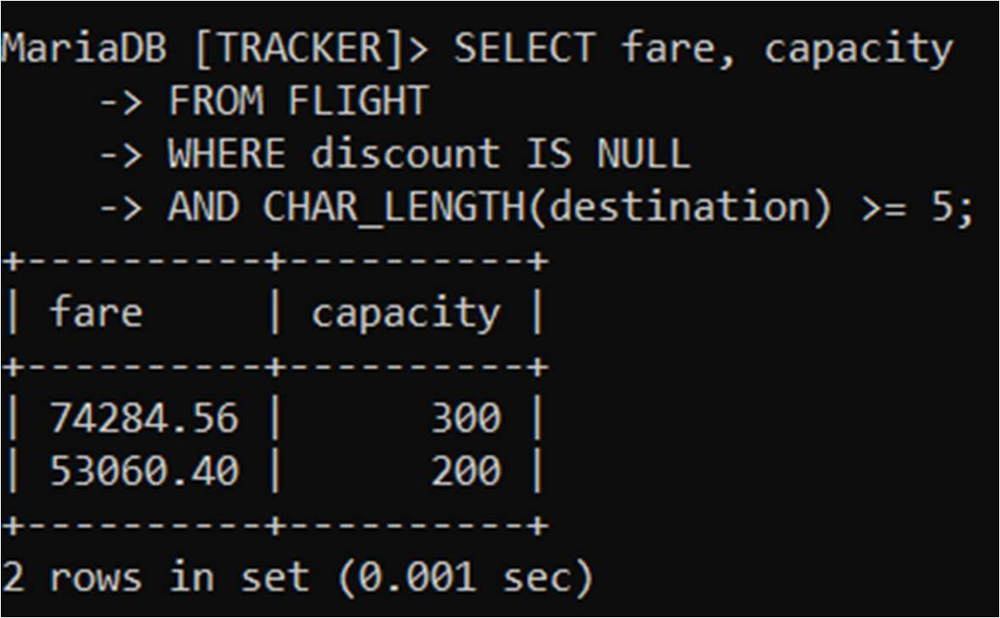 MariaDB [TRACKER]> SELECT fare, capacity
    -> FROM FLIGHT
    -> WHERE discount IS NULL
    -> AND CHAR_LENGTH(destination) >= 5;
+----------+----------+
| fare     | capacity |
+----------+----------+
| 74284.56 |      300 |
| 53060.40 |      200 |
+----------+----------+
2 rows in set (0.001 sec)